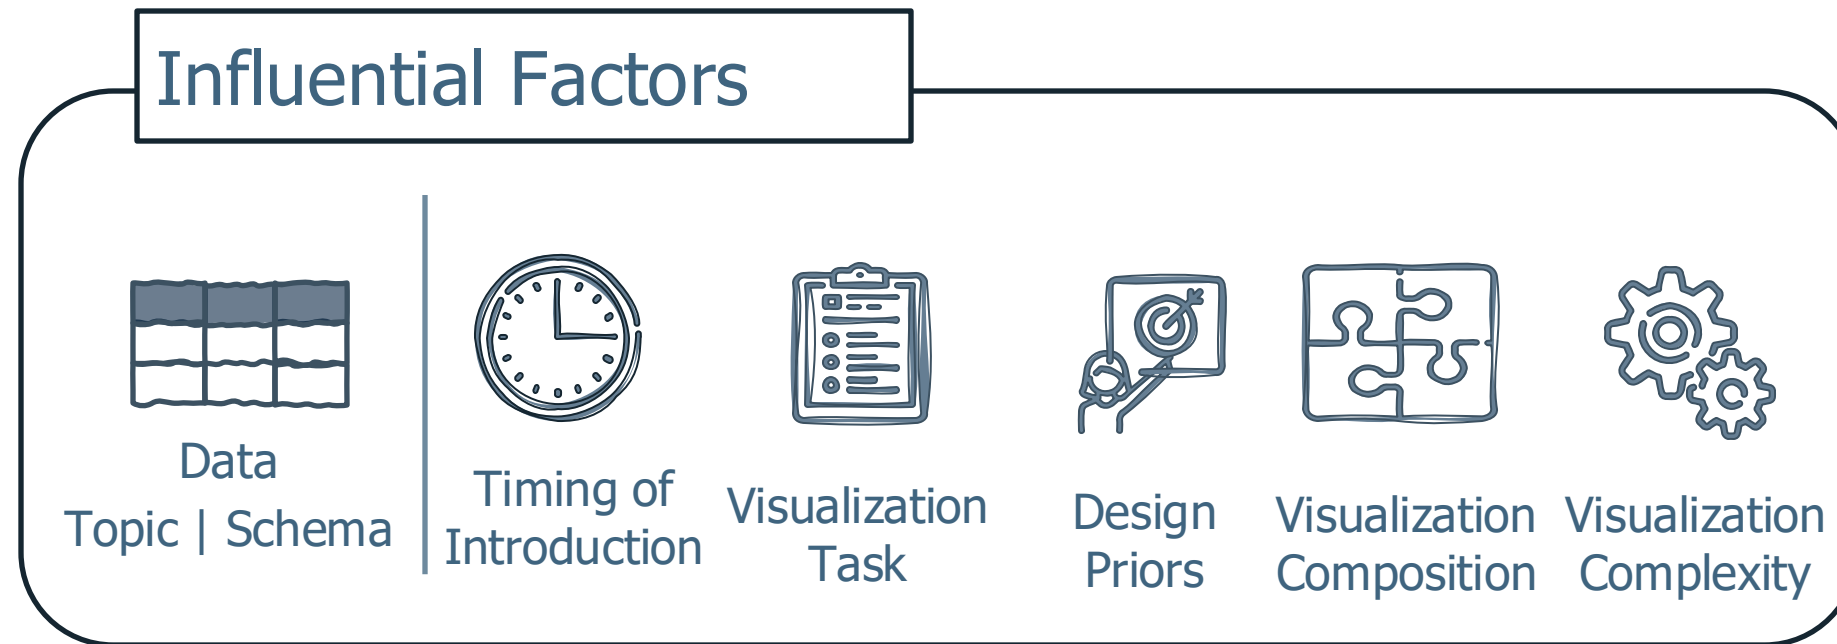 Influential Factors
Data
Topic | Schema
Timing of
Introduction
Visualization
Task
Design
Priors
Visualization
Composition
Visualization
Complexity